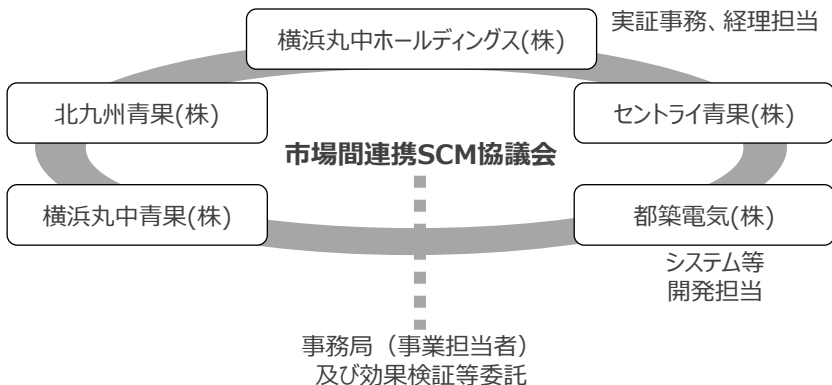 横浜丸中ホールディングス(株)
実証事務、経理担当
北九州青果(株)
セントライ青果(株)
市場間連携SCM協議会
横浜丸中青果(株)
都築電気(株)
システム等
開発担当
事務局（事業担当者）
及び効果検証等委託